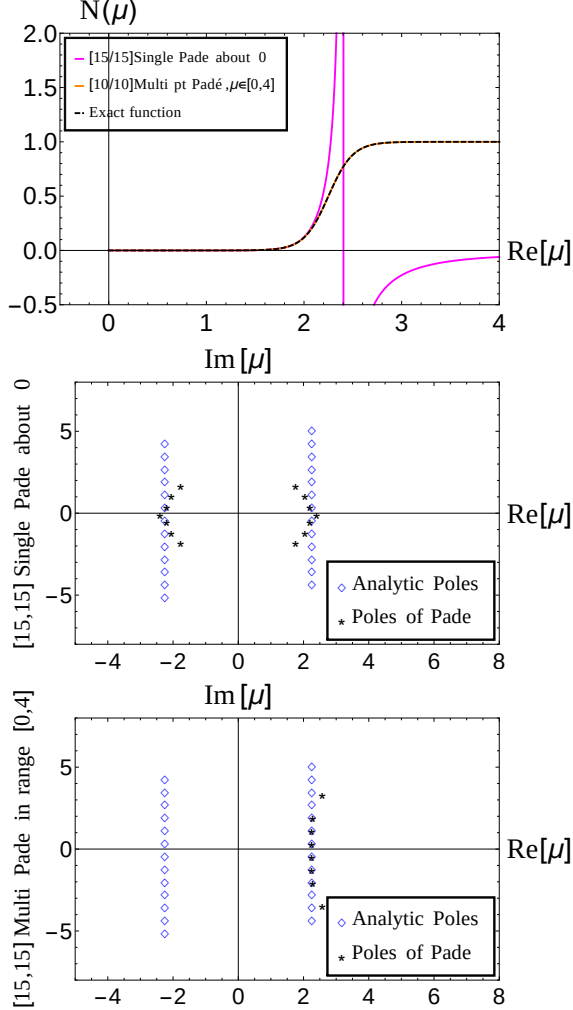 N(μ)
2.0
[15/15]Single Pade about 0
[10/10]Multi pt Padé,μ∈[0,4]
Exact function
1.5
1.0
0.5
0.0
Re[μ]
−0.5
0 1 2 3 4
Im[μ]
[15,15] Single Pade about 0
5
0
Re[μ]
−5
Analytic Poles
Poles of Pade
−4 −2 0 2 4 6 8
Im[μ]
[15,15] Multi Pade in range [0,4]
5
0
Re[μ]
−5
Analytic Poles
Poles of Pade
−4 −2 0 2 4 6 8